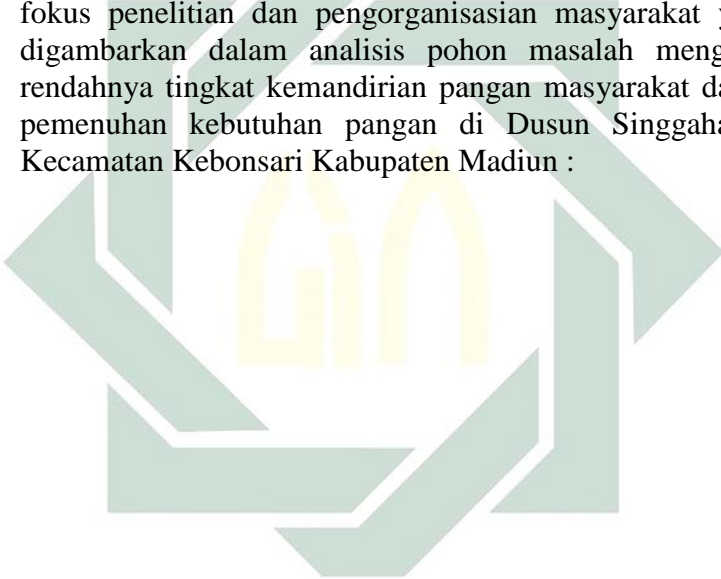 fokus penelitian dan pengorganisasian masyarakat y
digambarkan dalam analisis pohon masalah meng
rendahnya tingkat kemandirian pangan masyarakat da
pemenuhan kebutuhan pangan di Dusun Singgaha
Kecamatan Kebonsari Kabupaten Madiun :